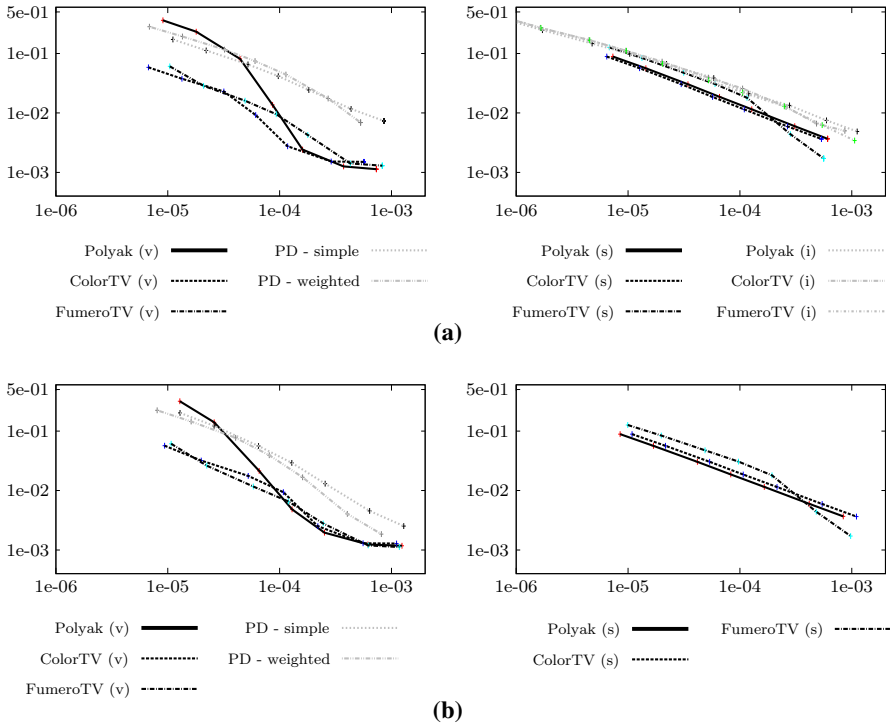 5e-01
1e-01
1e-02
1e-03
1e-06 1e-05 1e-04 1e-03
Polyak (v) PD - simple
ColorTV (v) PD - weighted
FumeroTV (v)
5e-01
1e-01
1e-02
1e-03
1e-06 1e-05 1e-04 1e-03
Polyak (s) Polyak (i)
ColorTV (s) ColorTV (i)
FumeroTV (s) FumeroTV (i)
(a)
5e-01
1e-01
1e-02
1e-03
1e-06 1e-05 1e-04 1e-03
Polyak (v) PD - simple
ColorTV (v) PD - weighted
FumeroTV (v)
5e-01
1e-01
1e-02
1e-03
1e-06 1e-05 1e-04 1e-03
Polyak (s) FumeroTV (s)
ColorTV (s)
(b)